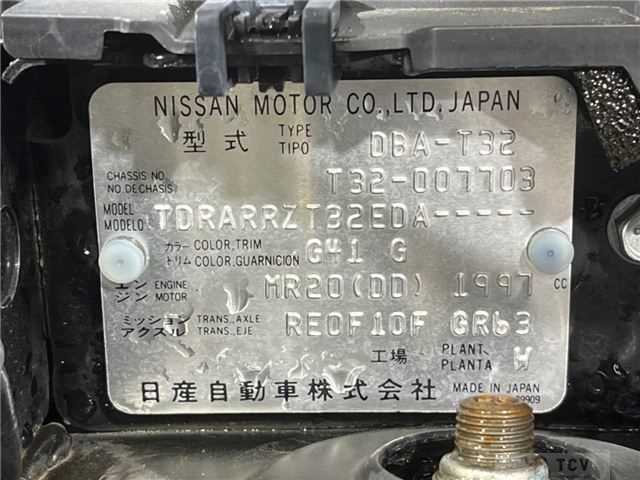 NISSAN MOTOR CO.,LTD. JAPAN
型式 TYPE TIPO DBA-T32
CHASSIS NO. NO.DECHASIS T32-007703
MODEL MODELO TDRARRZ T32EDA-----
カラー COLOR,TRIM トリム COLOR,GUARNICION G41 G
エンジン ENGINE MOTOR MR20(DD) 1997 CC
ミッション TRANS.,AXLE アクスル TRANS.,EJE RE0F10F GR63
工場 PLANT, PLANTA W
日産自動車株式会社 MADE IN JAPAN
TCV